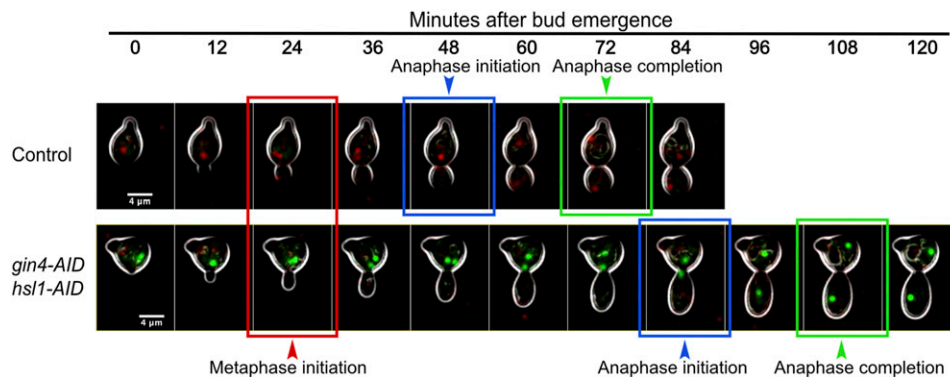 Minutes after bud emergence
0 12 24 36 48 60 72 84 96 108 120
Anaphase initiation Anaphase completion
Control
4 µm
gin4-AID
hsl1-AID
4 µm
Metaphase initiation Anaphase initiation Anaphase completion